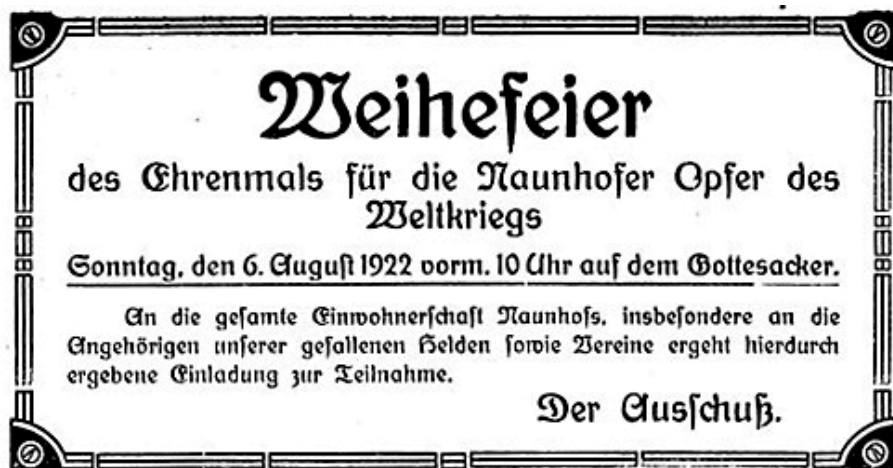 Weihefeier
des Ehrenmals für die Naunhofer Opfer des
Weltkriegs
Sonntag, den 6. August 1922 vorm. 10 Uhr auf dem Gottesacker.
An die gesamte Einwohnerschaft Naunhofs, insbesondere an die
Angehörigen unserer gefallenen Helden sowie Vereine ergeht hierdurch
ergebene Einladung zur Teilnahme.
Der Ausschuß.